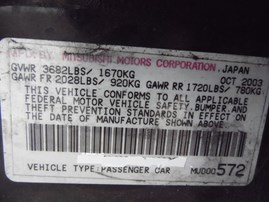 MFD BY MITSUBISHI MOTORS CORPORATION, JAPAN
GVWR 3682LBS/ 1670KG OCT 2003
GAWR FR 2028LBS/ 920KG GAWR RR 1720LBS/ 780KG
THIS VEHICLE CONFORMS TO ALL APPLICABLE
FEDERAL MOTOR VEHICLE SAFETY, BUMPER, AND
THEFT PREVENTION STANDARDS IN EFFECT ON
THE DATE OF MANUFACTURE SHOWN ABOVE.
VEHICLE TYPE: PASSENGER CAR MU000572